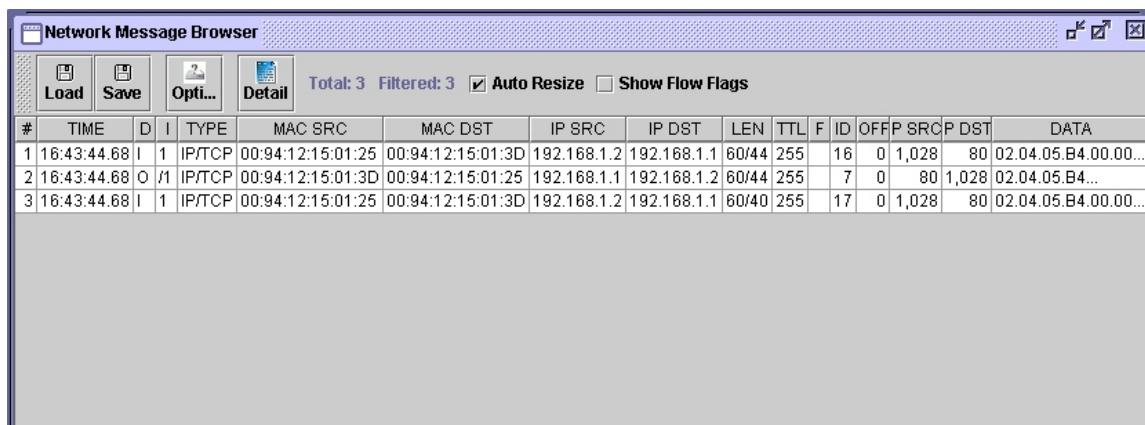 Network Message Browser
Load Save Opti... Detail Total: 3 Filtered: 3 Auto Resize Show Flow Flags
# TIME D I TYPE MAC SRC MAC DST IP SRC IP DST LEN TTL F ID OFF P SRC P DST DATA
1 16:43:44.68 I 1 IP/TCP 00:94:12:15:01:25 00:94:12:15:01:3D 192.168.1.2 192.168.1.1 60/44 255 16 0 1,028 80 02.04.05.B4.00.00...
2 16:43:44.68 O /1 IP/TCP 00:94:12:15:01:3D 00:94:12:15:01:25 192.168.1.1 192.168.1.2 60/44 255 7 0 80 1,028 02.04.05.B4...
3 16:43:44.68 I 1 IP/TCP 00:94:12:15:01:25 00:94:12:15:01:3D 192.168.1.2 192.168.1.1 60/40 255 17 0 1,028 80 02.04.05.B4.00.00...